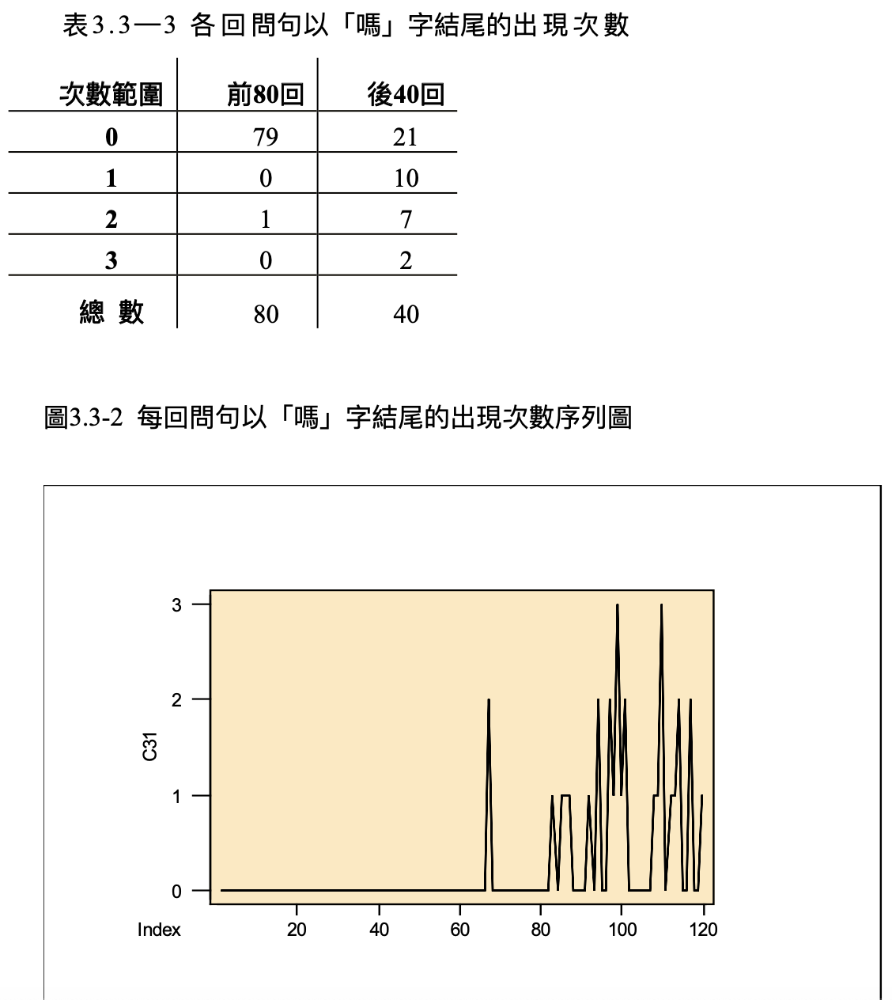 表3.3—3 各回問句以「嗎」字結尾的出現次數
次數範圍 前80回 後40回
0 79 21
1 0 10
2 1 7
3 0 2
總 數 80 40
圖3.3-2 每回問句以「嗎」字結尾的出現次數序列圖
3
2
C31
1
0
Index 20 40 60 80 100 120